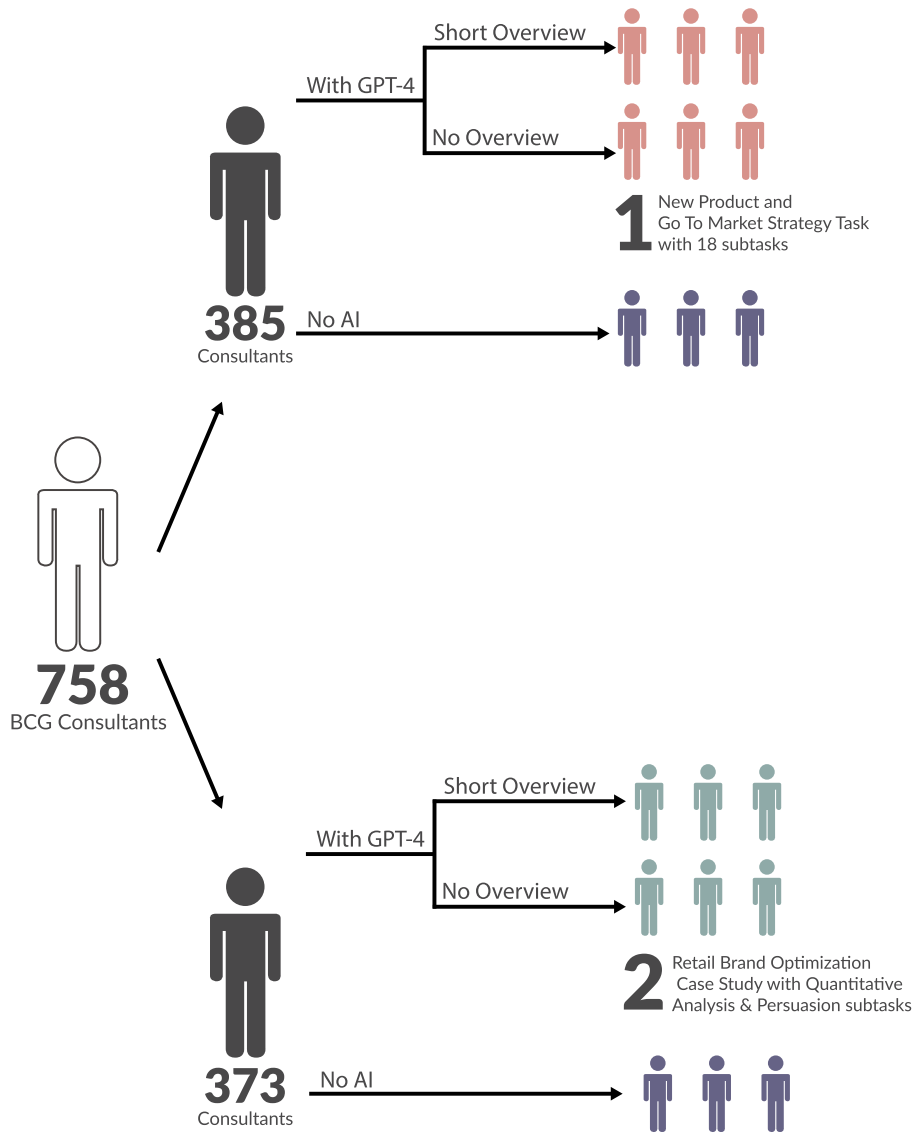 Short Overview
With GPT-4
No Overview
1
New Product and
Go To Market Strategy Task
with 18 subtasks
385
Consultants
No AI
758
BCG Consultants
Short Overview
With GPT-4
No Overview
2
Retail Brand Optimization
Case Study with Quantitative
Analysis & Persuasion subtasks
373
Consultants
No AI